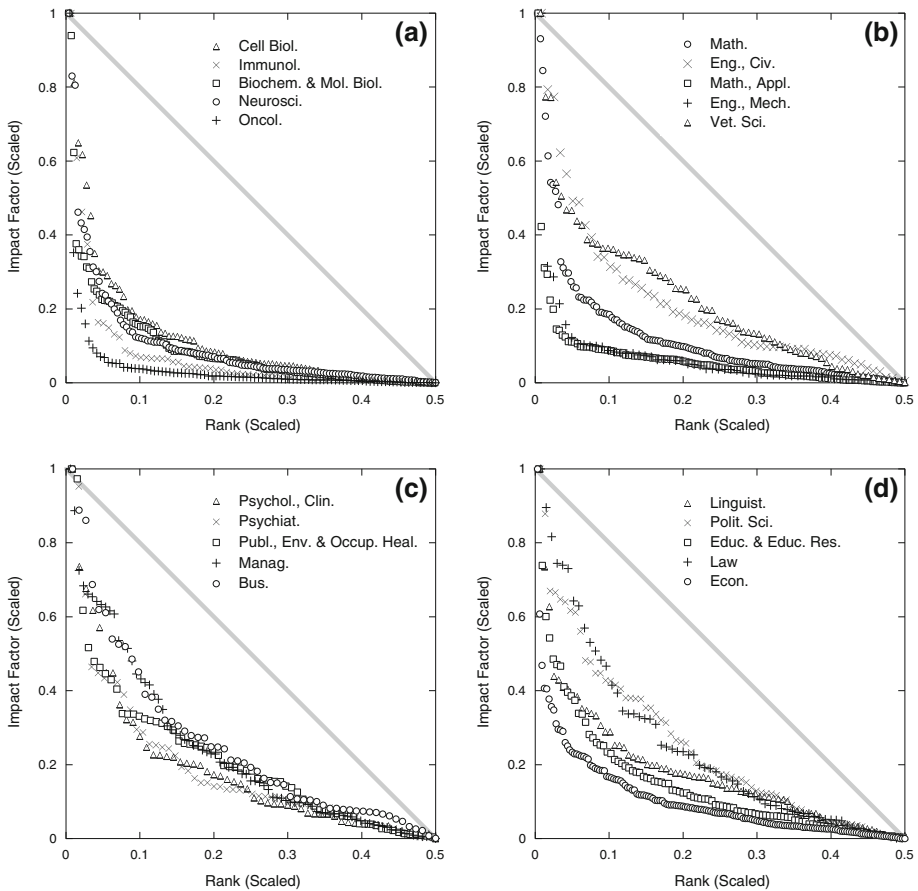 (a)
Cell Biol.
Immunol.
Biochem. & Mol. Biol.
Neurosci.
Oncol.
Impact Factor (Scaled)
1
0.8
0.6
0.4
0.2
0
0 0.1 0.2 0.3 0.4 0.5
Rank (Scaled)
(b)
Math.
Eng., Civ.
Math., Appl.
Eng., Mech.
Vet. Sci.
Impact Factor (Scaled)
1
0.8
0.6
0.4
0.2
0
0 0.1 0.2 0.3 0.4 0.5
Rank (Scaled)
(c)
Psychol., Clin.
Psychiat.
Publ., Env. & Occup. Heal.
Manag.
Bus.
Impact Factor (Scaled)
1
0.8
0.6
0.4
0.2
0
0 0.1 0.2 0.3 0.4 0.5
Rank (Scaled)
(d)
Linguist.
Polit. Sci.
Educ. & Educ. Res.
Law
Econ.
Impact Factor (Scaled)
1
0.8
0.6
0.4
0.2
0
0 0.1 0.2 0.3 0.4 0.5
Rank (Scaled)